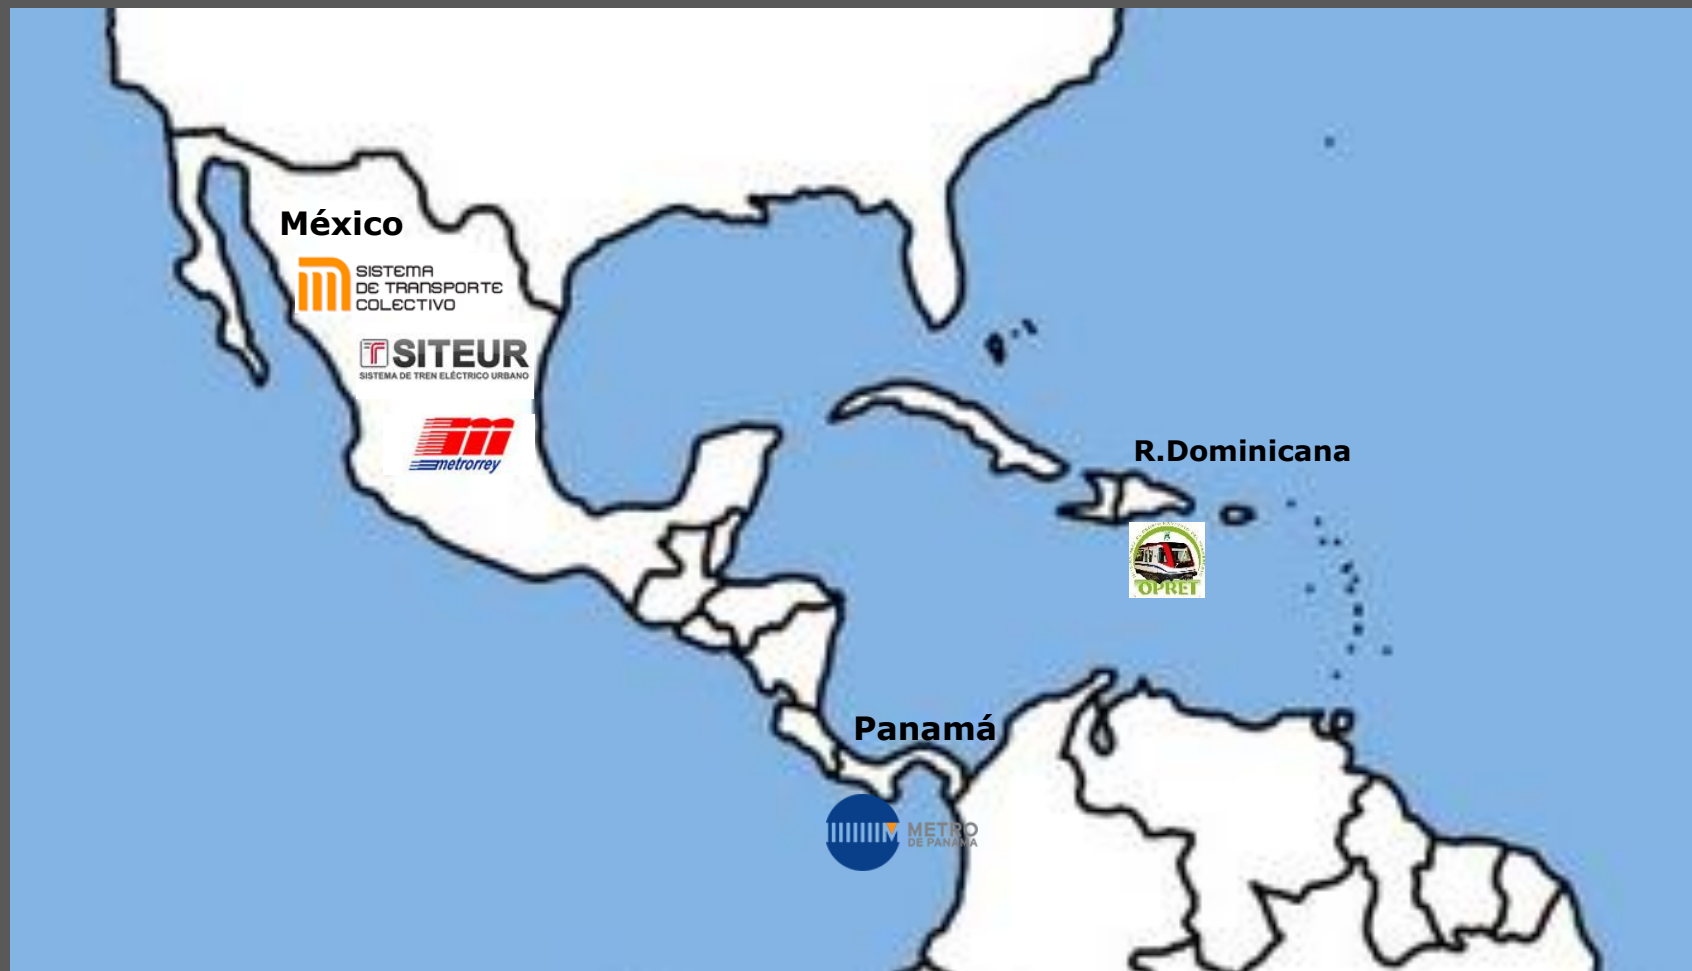 México
SISTEMA
DE TRANSPORTE
COLECTIVO
SITEUR
SISTEMA DE TREN ELÉCTRICO URBANO
metrorrey
R.Dominicana
OPRET
Panamá
METRO
DE PANAMÁ